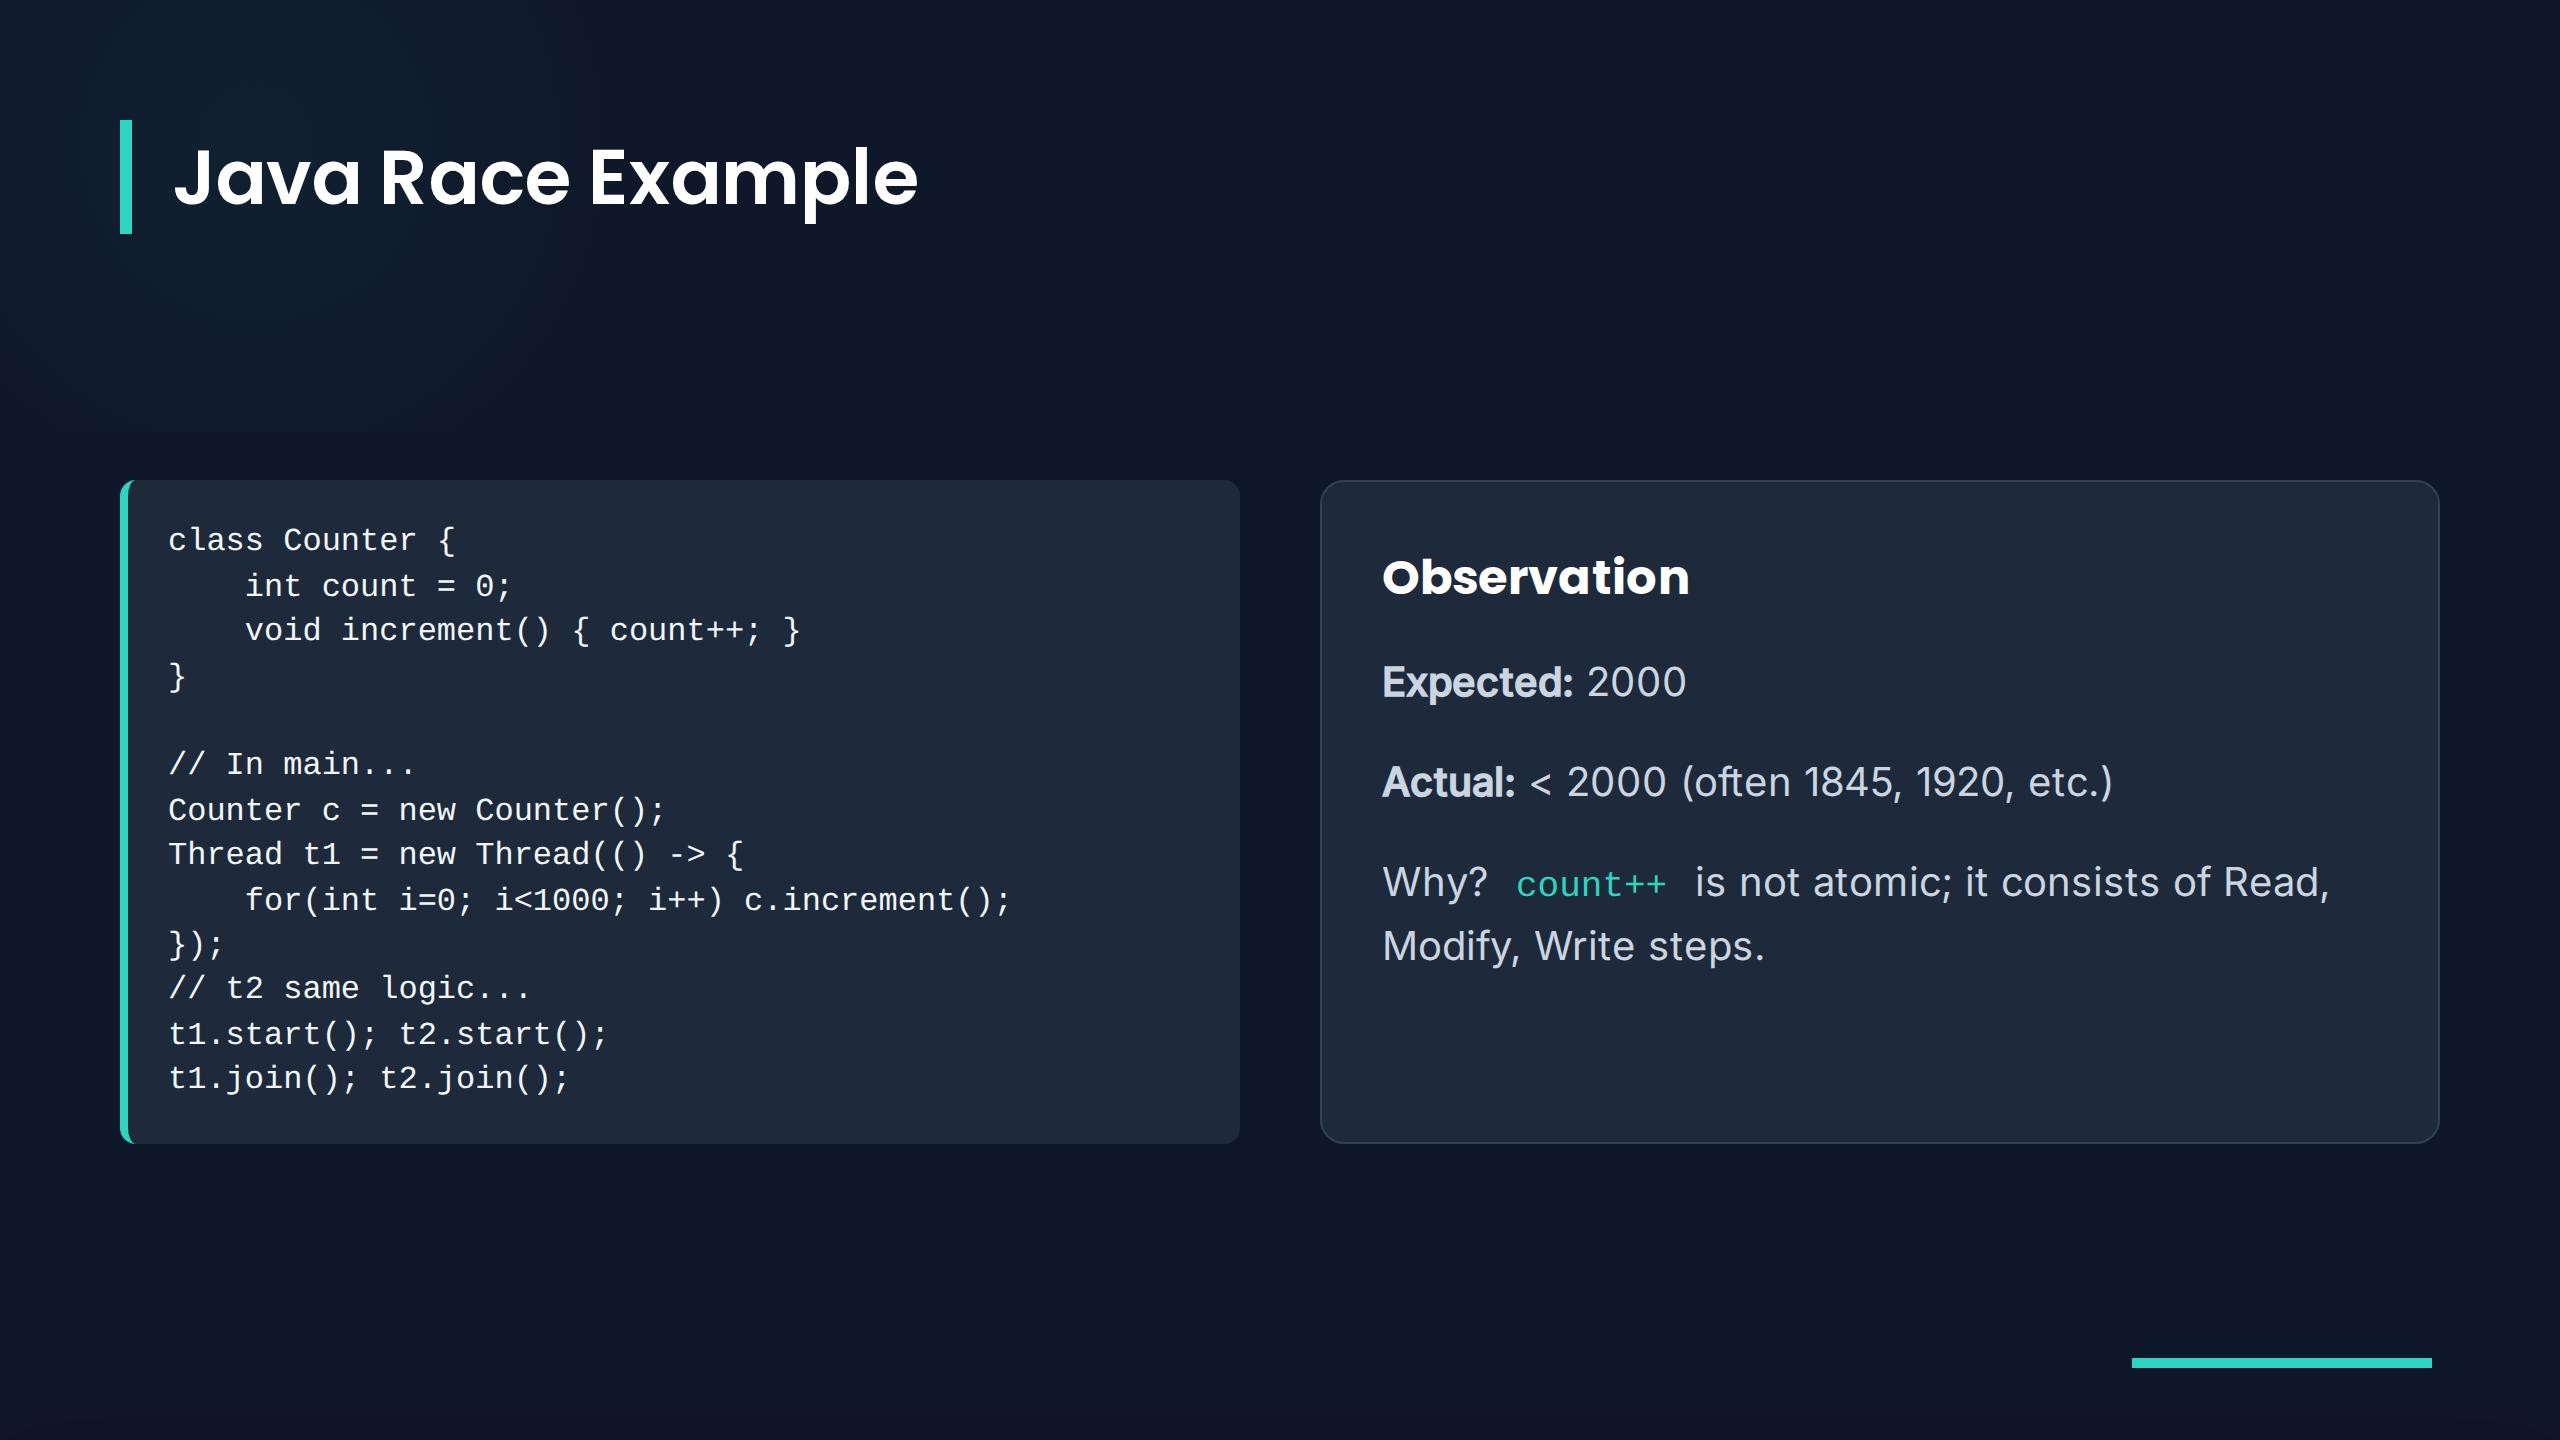 Java Race Example
class Counter {
    int count = 0;
    void increment() { count++; }
}
// In main...
Counter c = new Counter();
Thread t1 = new Thread(() -> {
    for(int i=0; i<1000; i++) c.increment();
});
// t2 same logic...
t1.start(); t2.start();
t1.join(); t2.join();
Observation
Expected: 2000
Actual: < 2000 (often 1845, 1920, etc.)
Why? count++ is not atomic; it consists of Read,
Modify, Write steps.